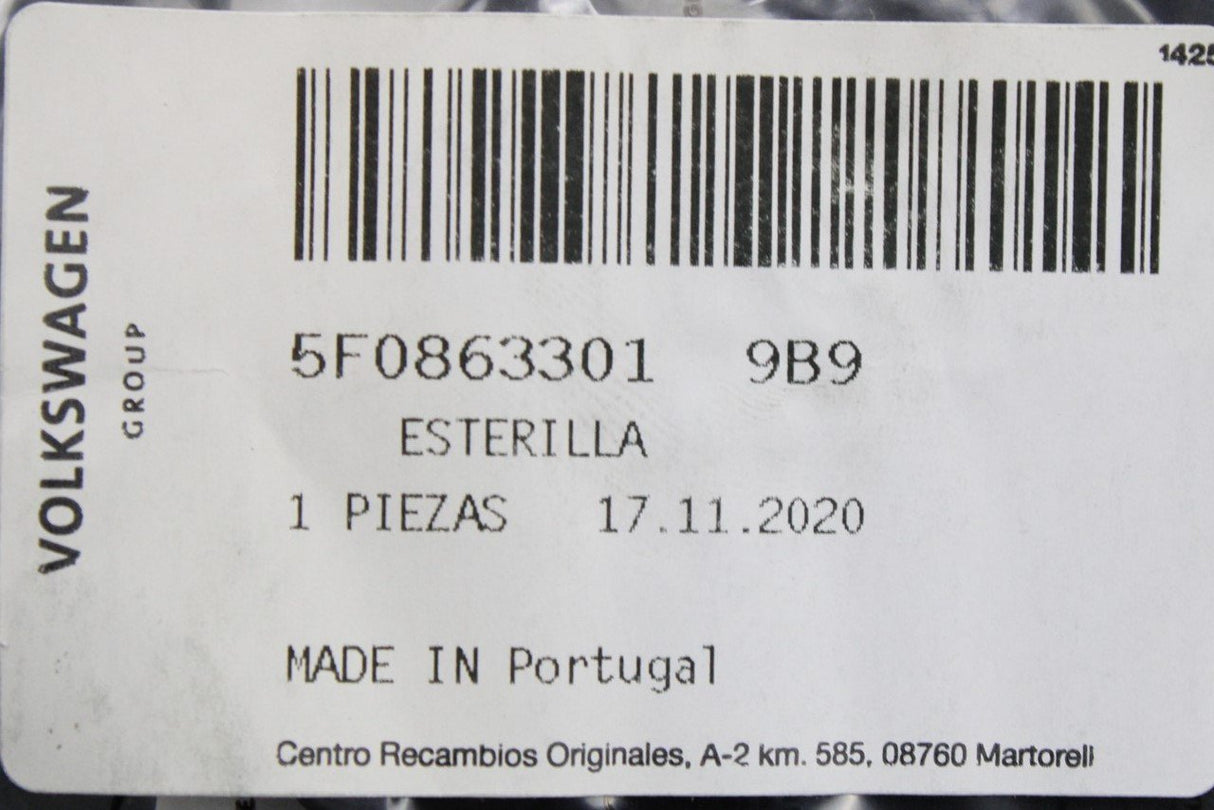 1425
VOLKSWAGEN
GROUP
5F0863301 9B9
ESTERILLA
1 PIEZAS 17.11.2020
MADE IN Portugal
Centro Recambios Originales, A-2 km. 585, 08760 Martorell